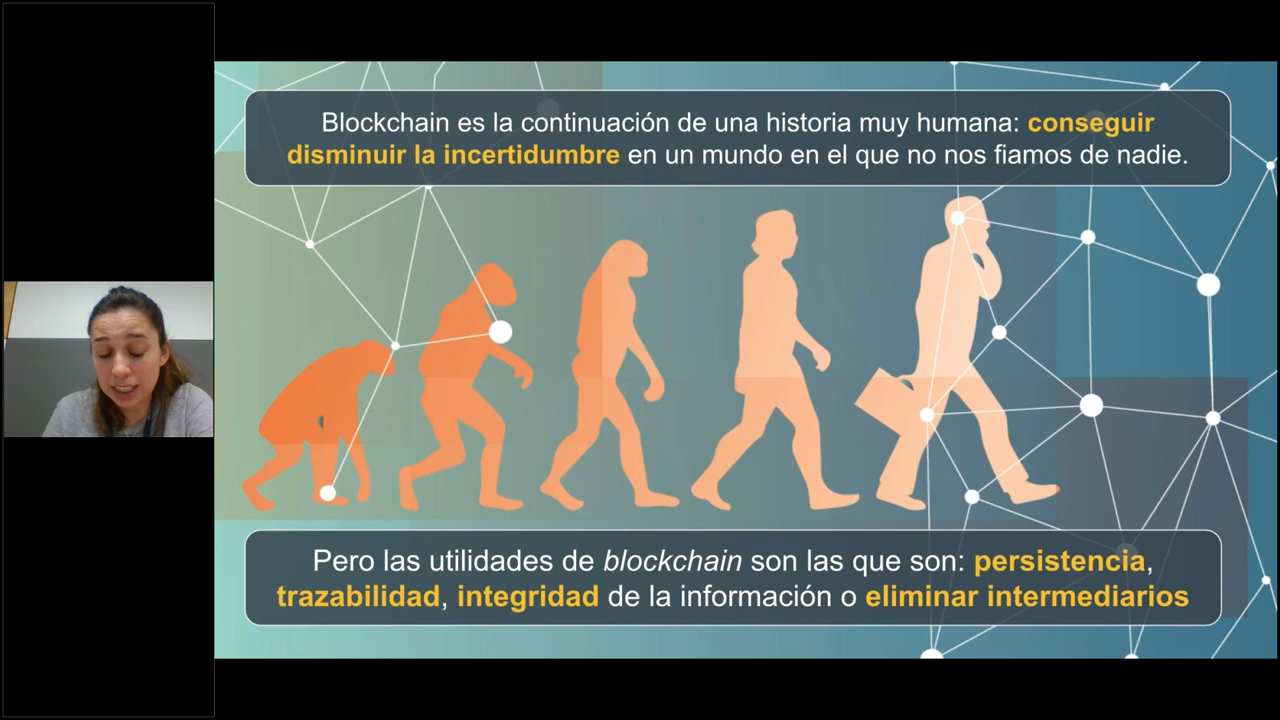 Blockchain es la continuación de una historia muy humana: conseguir
disminuir la incertidumbre en un mundo en el que no nos fiamos de nadie.
Pero las utilidades de blockchain son las que son: persistencia,
trazabilidad, integridad de la información o eliminar intermediarios